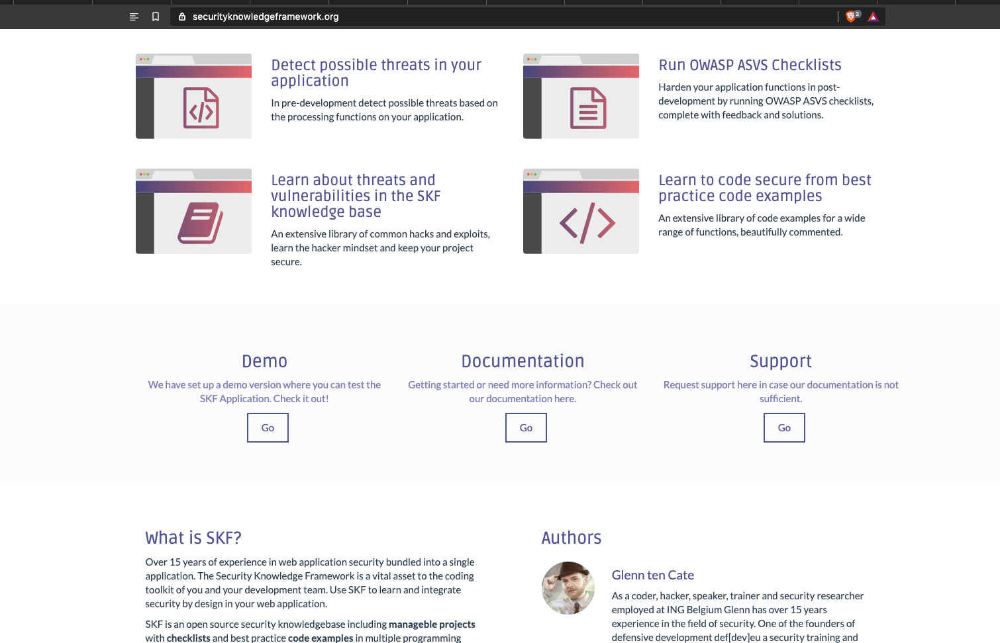 securityknowledgeframework.org
3
Detect possible threats in your
application
In pre-development detect possible threats based on
the processing functions on your application.
Run OWASP ASVS Checklists
Harden your application functions in post-
development by running OWASP ASVS checklists,
complete with feedback and solutions.
Learn about threats and
vulnerabilities in the SKF
knowledge base
An extensive library of common hacks and exploits,
learn the hacker mindset and keep your project
secure.
Learn to code secure from best
practice code examples
An extensive library of code examples for a wide
range of functions, beautifully commented.
Demo
We have set up a demo version where you can test the
SKF Application. Check it out!
Go
Documentation
Getting started or need more information? Check out
our documentation here.
Go
Support
Request support here in case our documentation is not
sufficient.
Go
What is SKF?
Over 15 years of experience in web application security bundled into a single
application. The Security Knowledge Framework is a vital asset to the coding
toolkit of you and your development team. Use SKF to learn and integrate
security by design in your web application.
SKF is an open source security knowledgebase including manageble projects
with checklists and best practice code examples in multiple programming
Authors
Glenn ten Cate
As a coder, hacker, speaker, trainer and security researcher
employed at ING Belgium Glenn has over 15 years
experience in the field of security. One of the founders of
defensive development def[dev]eu a security training and